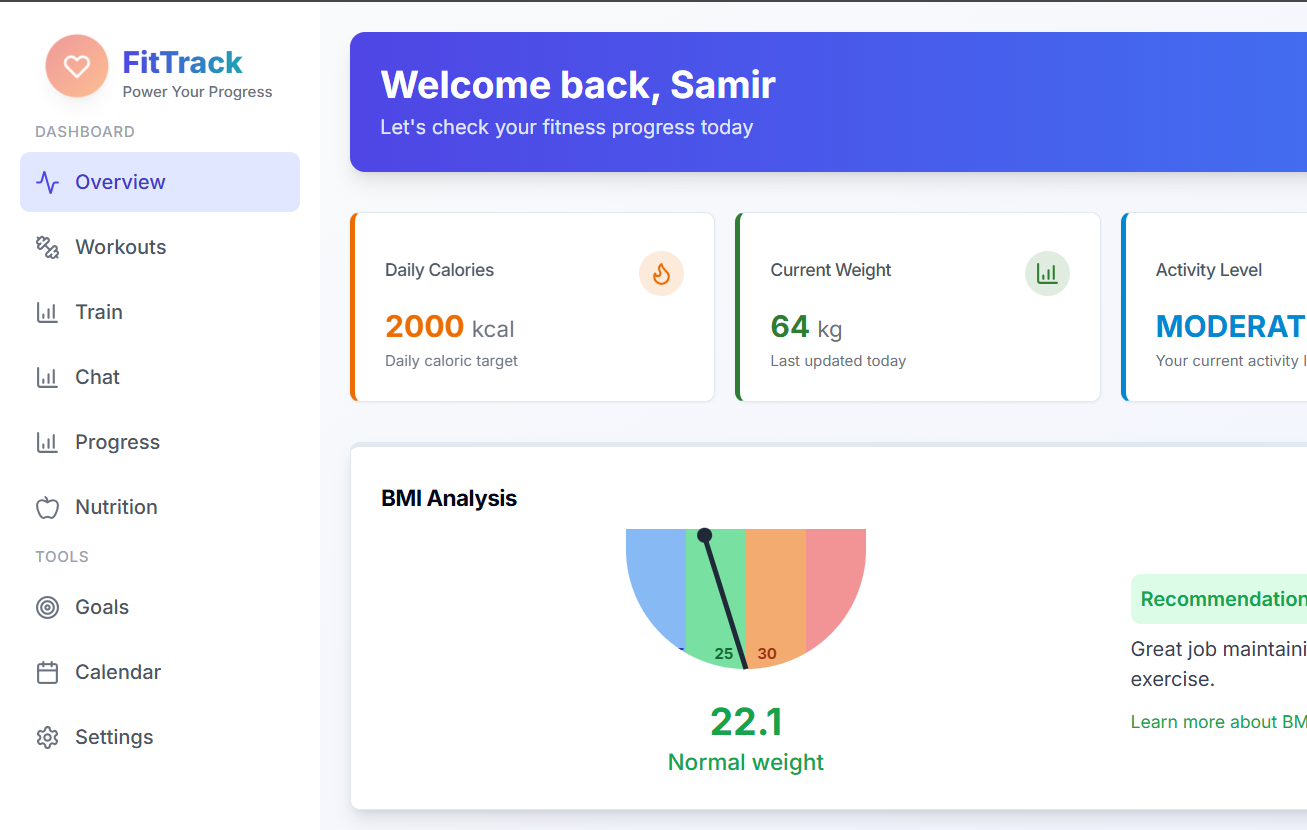 FitTrack
Power Your Progress
DASHBOARD
Overview
Workouts
Train
Chat
Progress
Nutrition
TOOLS
Goals
Calendar
Settings
Welcome back, Samir
Let's check your fitness progress today
Daily Calories
2000 kcal
Daily caloric target
Current Weight
64 kg
Last updated today
Activity Level
MODERAT
Your current activity
BMI Analysis
25 30
22.1
Normal weight
Recommendation
Great job maintaini
exercise.
Learn more about BM